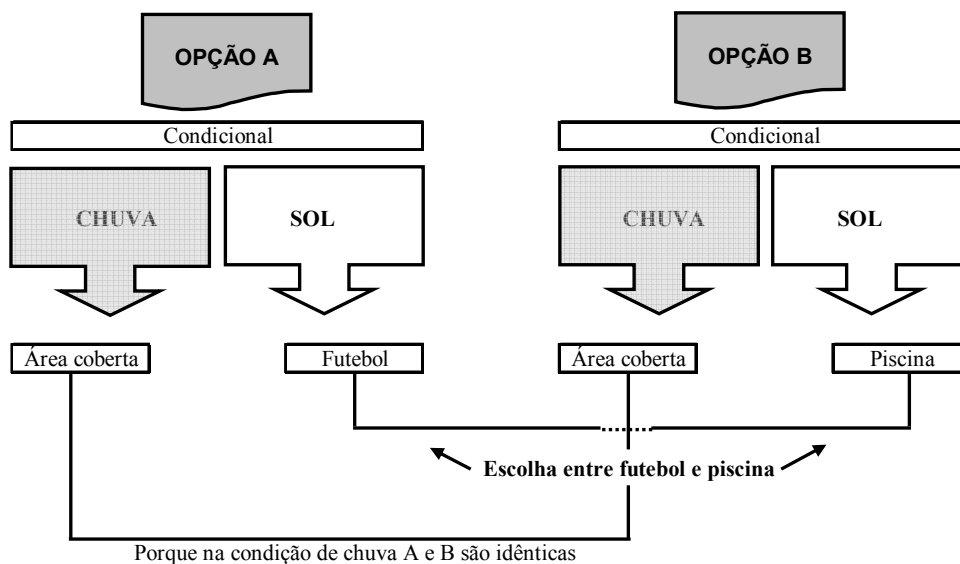 OPÇÃO A
OPÇÃO B
Condicional
Condicional
CHUVA
SOL
CHUVA
SOL
Área coberta
Futebol
Área coberta
Piscina
Escolha entre futebol e piscina
Porque na condição de chuva A e B são idênticas